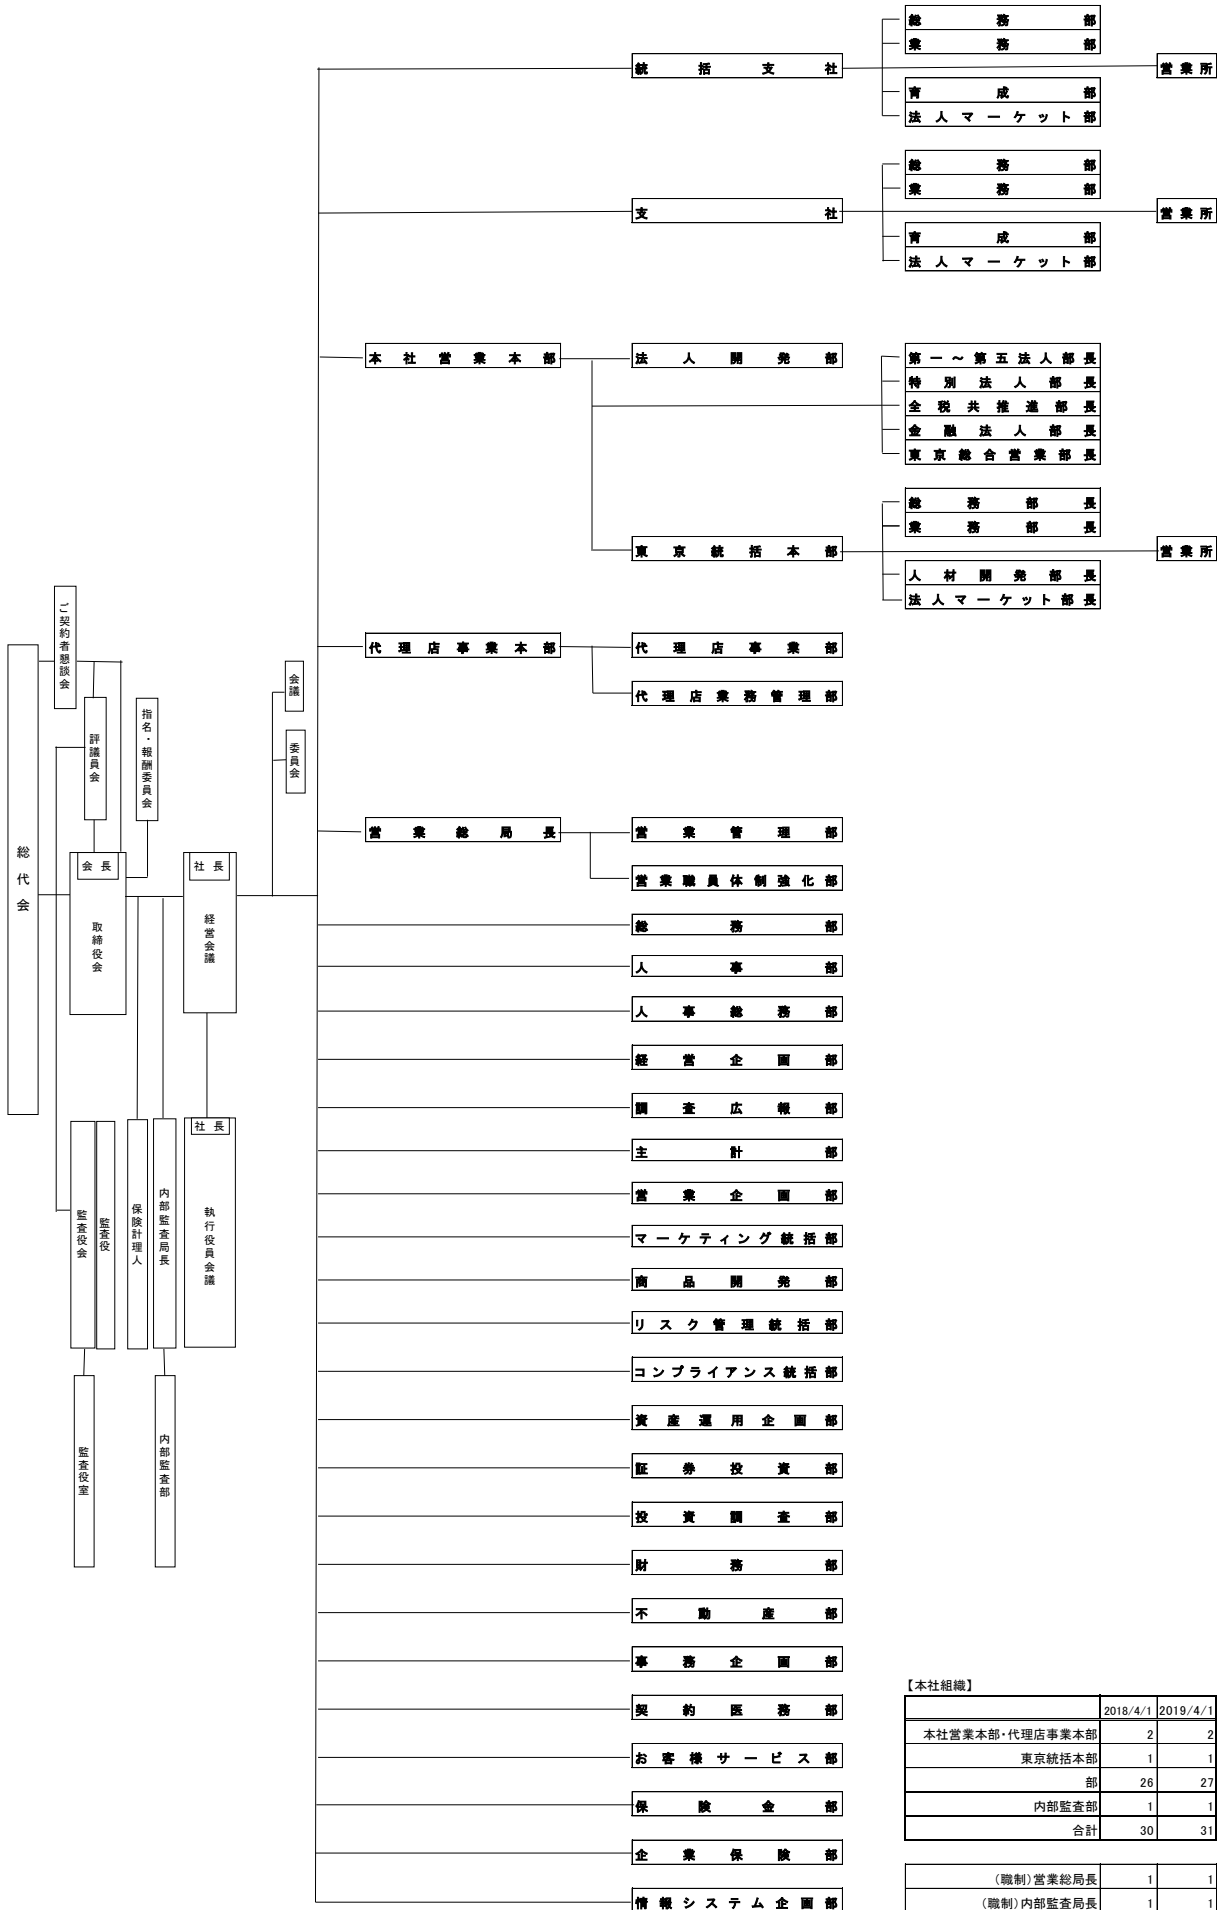 総務部
業務部
統括支社
営業所
育成部
法人マーケット部
総務部
業務部
支社
営業所
育成部
法人マーケット部
本社営業本部
法人開発部
第一～第五法人部長
特別法人部長
全税共推進部長
金融法人部長
東京総合営業部長
総務部長
業務部長
東京統括本部
営業所
人材開発部長
法人マーケット部長
代理店事業本部
代理店事業部
代理店業務管理部
営業総局長
営業管理部
営業職員体制強化部
総代会
ご契約者懇談会
評議員会
指名・報酬委員会
会長
取締役会
社長
経営会議
会議
委員会
監査役会
監査役
保険計理人
内部監査局長
社長
執行役員会議
監査役室
内部監査部
総務部
人事部
人事総務部
経営企画部
調査広報部
主計部
営業企画部
マーケティング統括部
商品開発部
リスク管理統括部
コンプライアンス統括部
資産運用企画部
証券投資部
投資調査部
財務部
不動産部
事務企画部
契約医務部
お客様サービス部
保険金部
企業保険部
情報システム企画部
【本社組織】
2018/4/1 2019/4/1
本社営業本部・代理店事業本部 2 2
東京統括本部 1 1
部 26 27
内部監査部 1 1
合計 30 31
（職制）営業総局長 1 1
（職制）内部監査局長 1 1